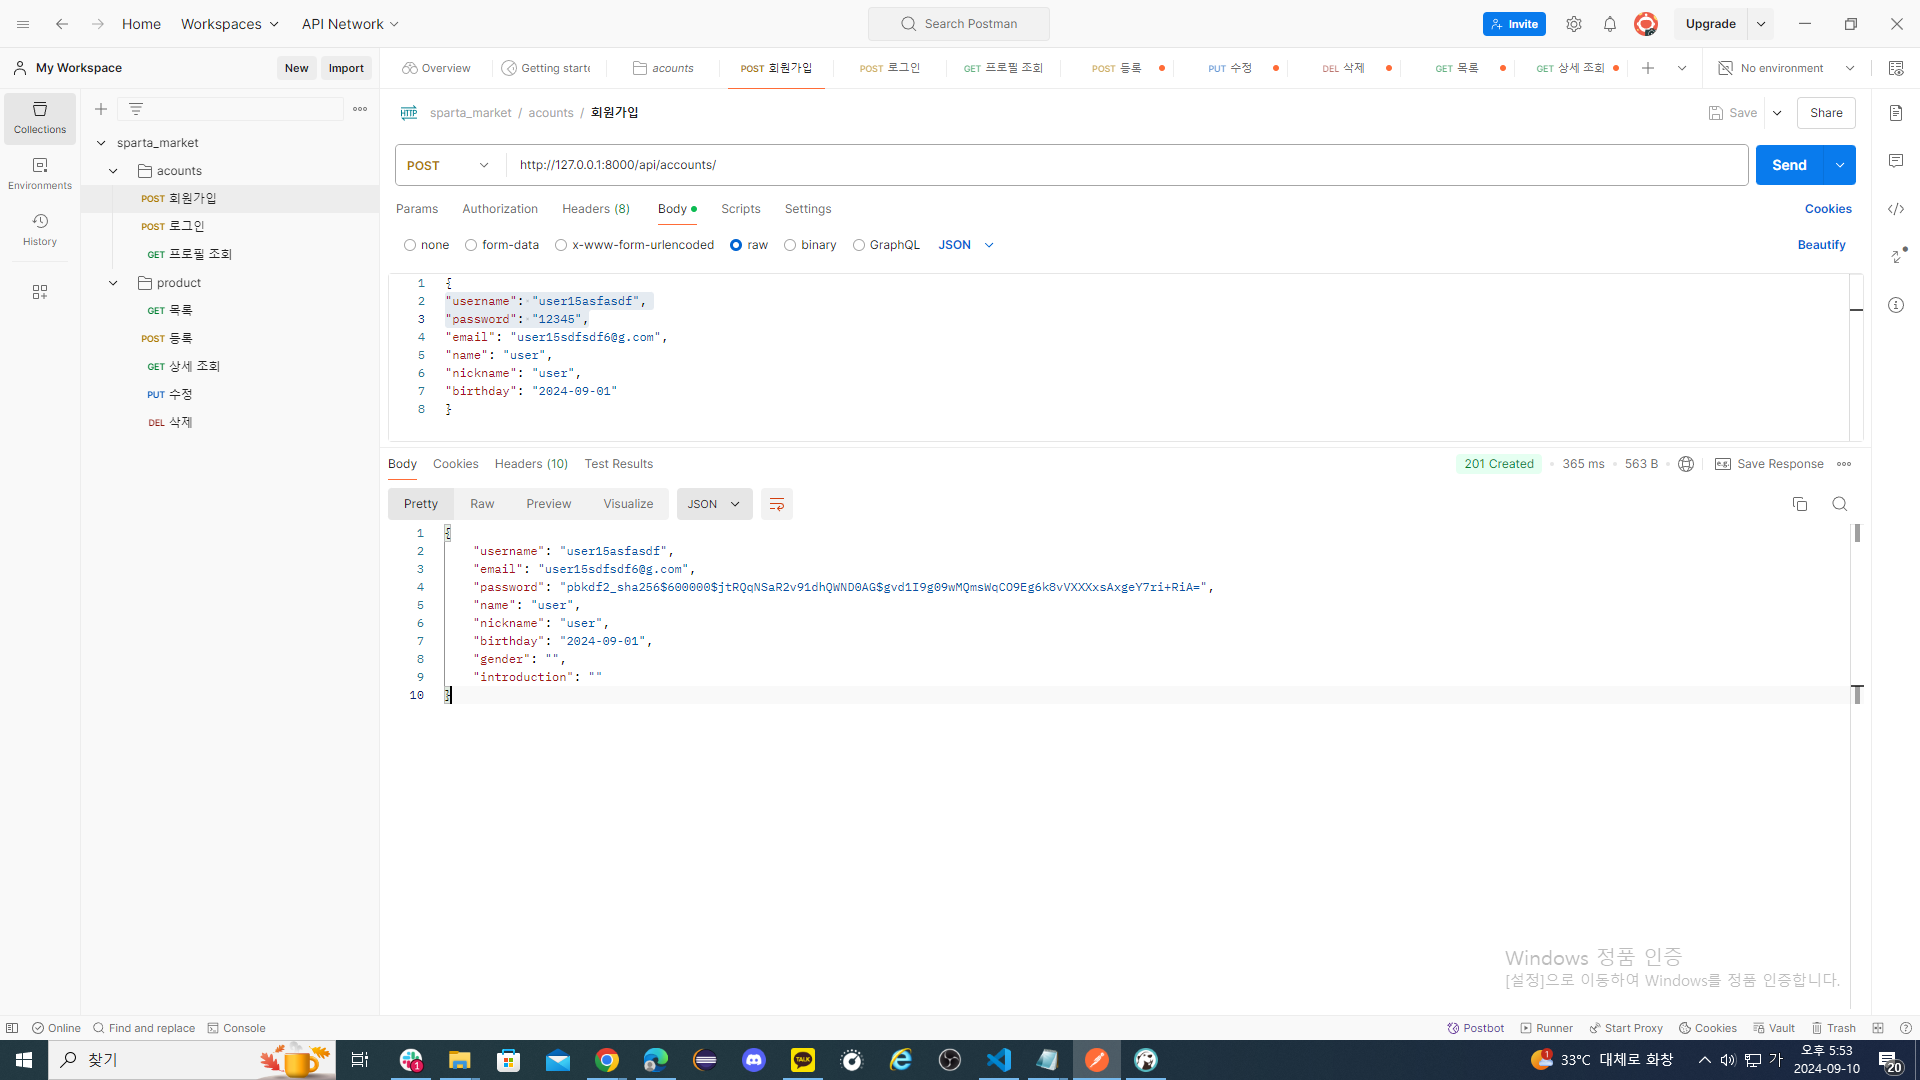 Home Workspaces API Network Search Postman Invite Upgrade
My Workspace New Import Overview Getting starte acounts POST 회원가입 POST 로그인 GET 프로필 조회 POST 등록 PUT 수정 DEL 삭제 GET 목록 GET 상세 조회 No environment
Collections
Environments
History
sparta_market
acounts
POST 회원가입
POST 로그인
GET 프로필 조회
product
GET 목록
POST 등록
GET 상세 조회
PUT 수정
DEL 삭제
HTTP sparta_market / acounts / 회원가입 Save Share
POST http://127.0.0.1:8000/api/accounts/ Send
Params Authorization Headers (8) Body Scripts Settings Cookies
none form-data x-www-form-urlencoded raw binary GraphQL JSON Beautify
1 {
2 "username": "user15asfasdf",
3 "password": "12345",
4 "email": "user15sdfsdf6@g.com",
5 "name": "user",
6 "nickname": "user",
7 "birthday": "2024-09-01"
8 }
Body Cookies Headers (10) Test Results 201 Created 365 ms 563 B e.g. Save Response
Pretty Raw Preview Visualize JSON
1 {
2 "username": "user15asfasdf",
3 "email": "user15sdfsdf6@g.com",
4 "password": "pbkdf2_sha256$600000$jtRQqNSaR2v91dhQWND0AG$gvd1I9g09wMQmsWqCO9Eg6k8vVXXXxsAxgeY7ri+RiA=",
5 "name": "user",
6 "nickname": "user",
7 "birthday": "2024-09-01",
8 "gender": "",
9 "introduction": ""
10 }
Windows 정품 인증
[설정]으로 이동하여 Windows를 정품 인증합니다.
Online Find and replace Console Postbot Runner Start Proxy Cookies Vault Trash
찾기 1 TALK 1 33°C 대체로 화창 가 오후 5:53
2024-09-10 20